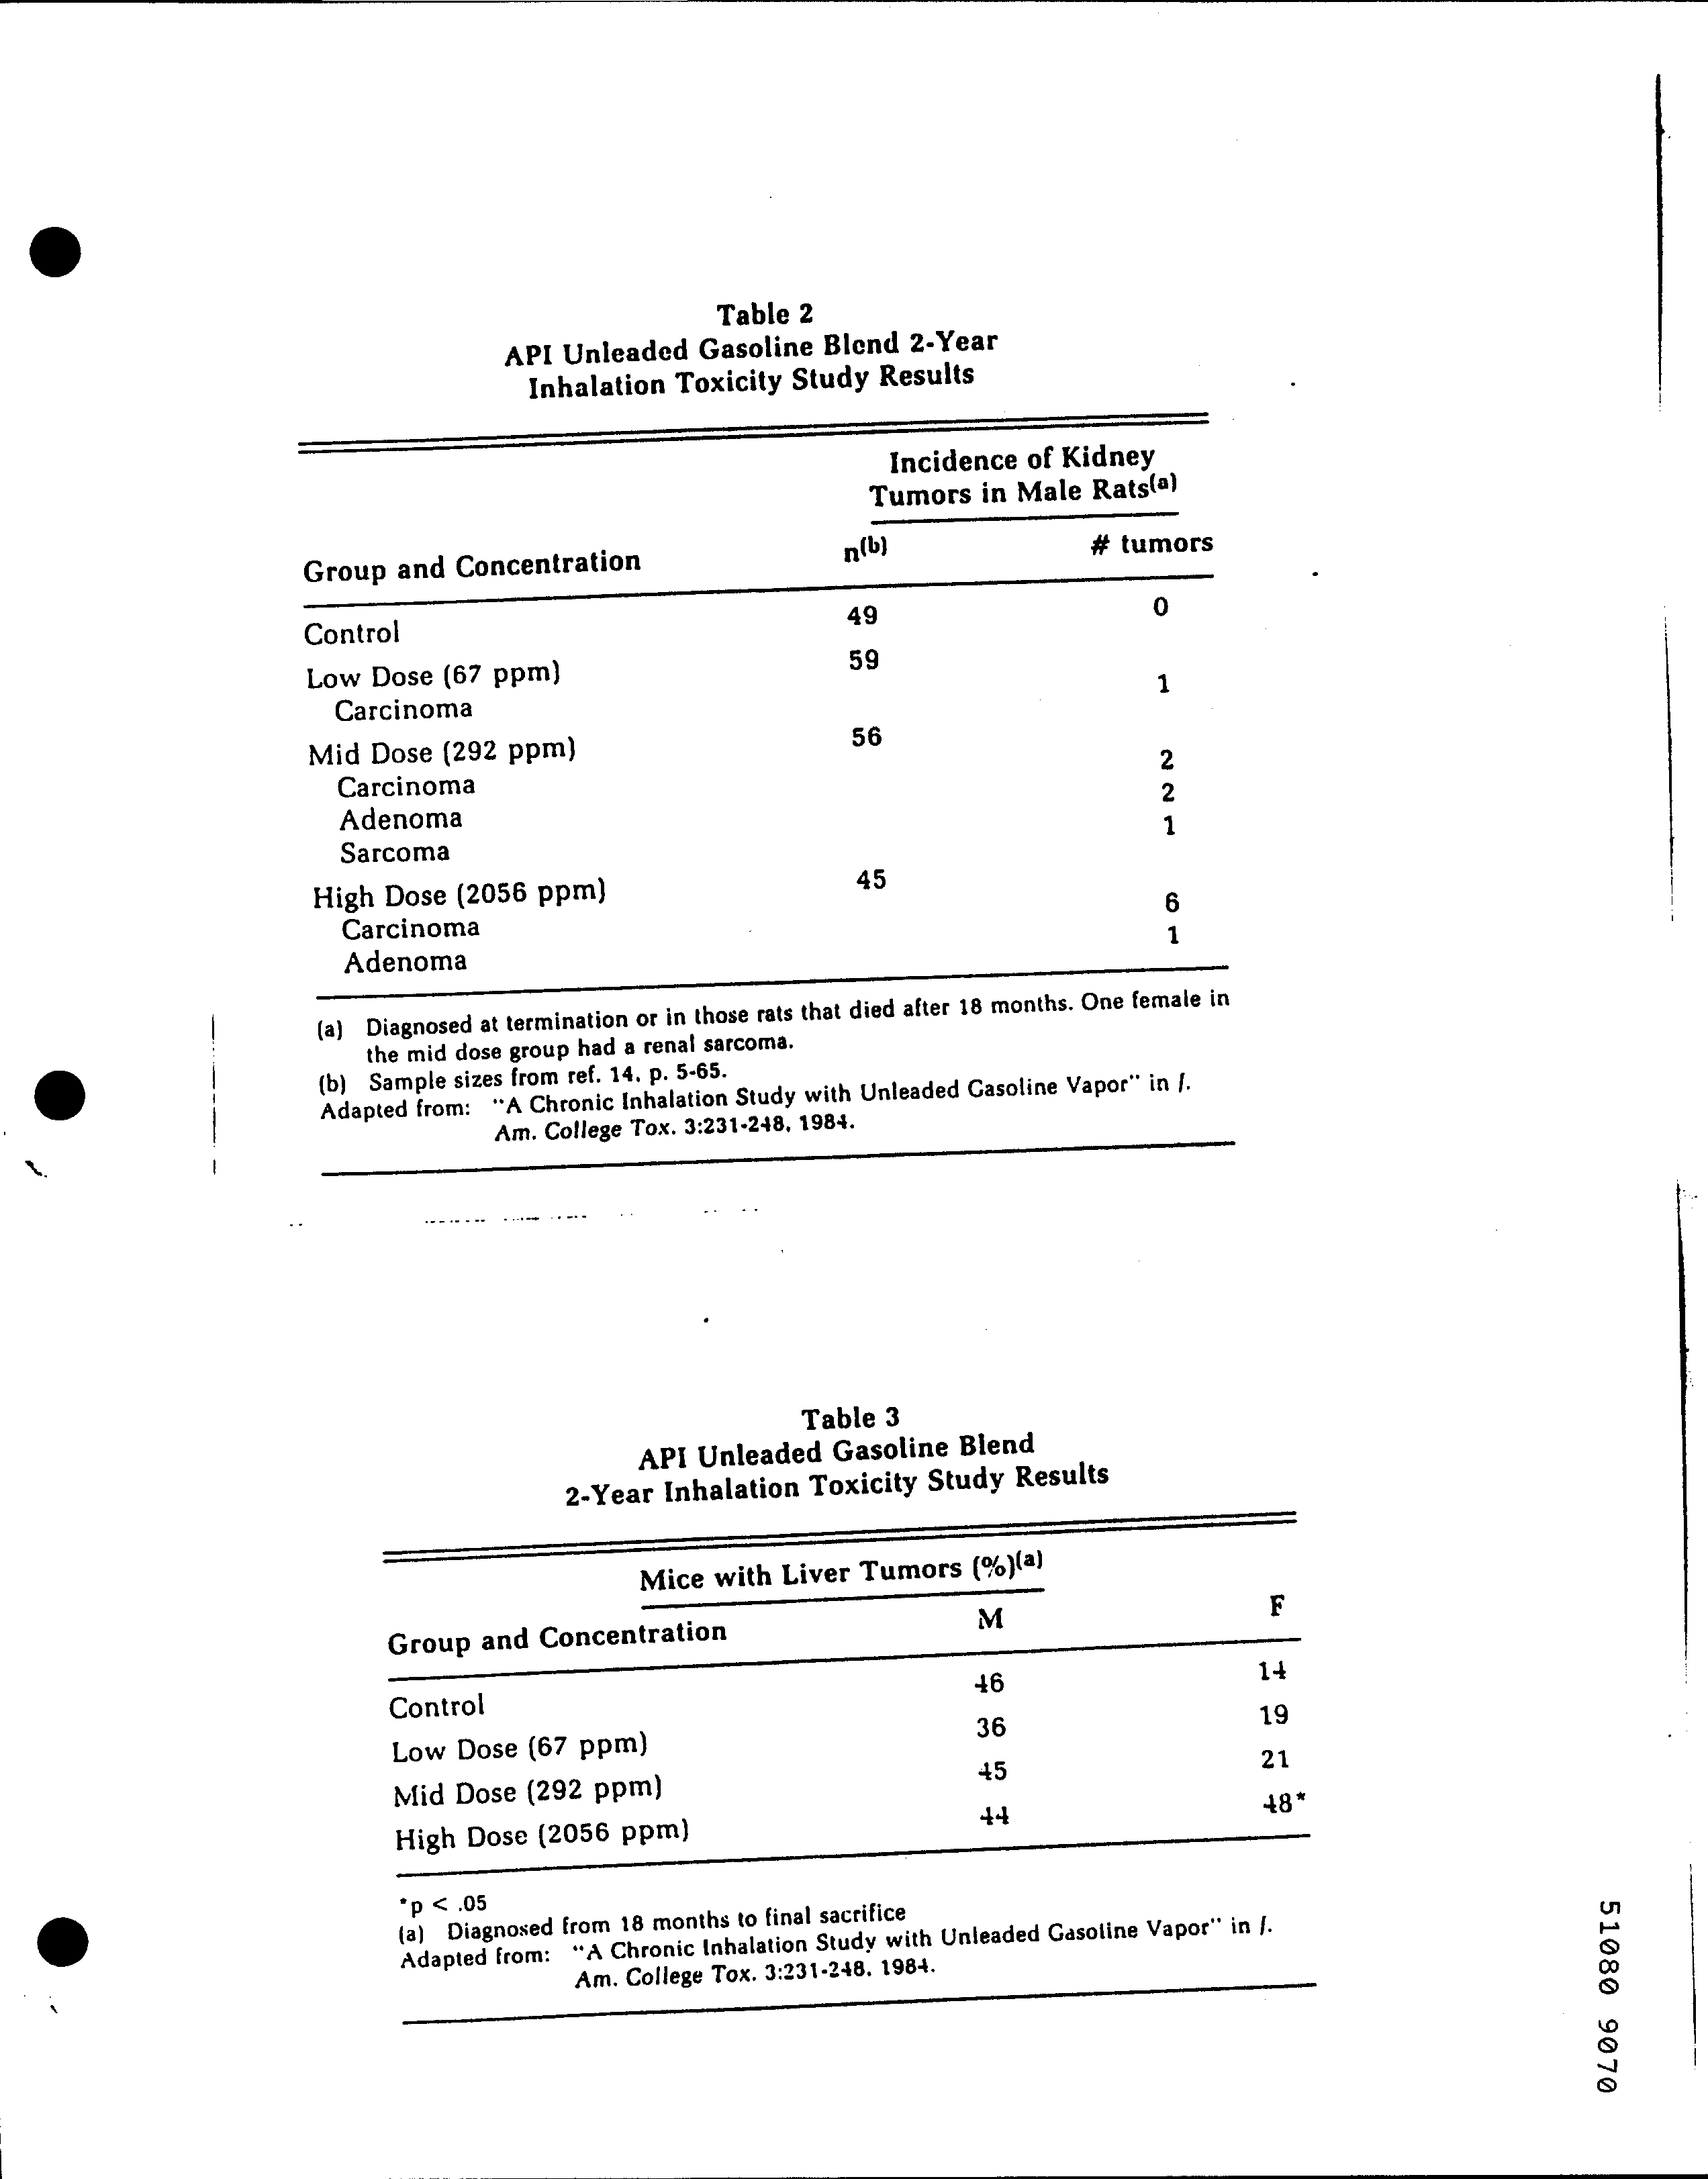 Table 2
API Unleaded Gasoline Blend 2-Year
Inhalation Toxicity Study Results
Incidence of Kidney
Tumors in Male Rats(a)
Group and Concentration n(b) # tumors
Control 49 0
Low Dose (67 ppm) 59
Carcinoma 1
Mid Dose (292 ppm) 56
Carcinoma 2
Adenoma 2
Sarcoma 1
High Dose (2056 ppm) 45
Carcinoma 6
Adenoma 1
(a) Diagnosed at termination or in those rats that died after 18 months. One female in
the mid dose group had a renal sarcoma.
(b) Sample sizes from ref. 14, p. 5-65.
Adapted from: "A Chronic Inhalation Study with Unleaded Gasoline Vapor" in J.
Am. College Tox. 3:231-248, 1984.
Table 3
API Unleaded Gasoline Blend
2-Year Inhalation Toxicity Study Results
Mice with Liver Tumors (%)(a)
Group and Concentration M F
Control 46 14
Low Dose (67 ppm) 36 19
Mid Dose (292 ppm) 45 21
High Dose (2056 ppm) 44 48*
*p < .05
(a) Diagnosed from 18 months to final sacrifice
Adapted from: "A Chronic Inhalation Study with Unleaded Gasoline Vapor" in J.
Am. College Tox. 3:231-248. 1984.
51080 9070